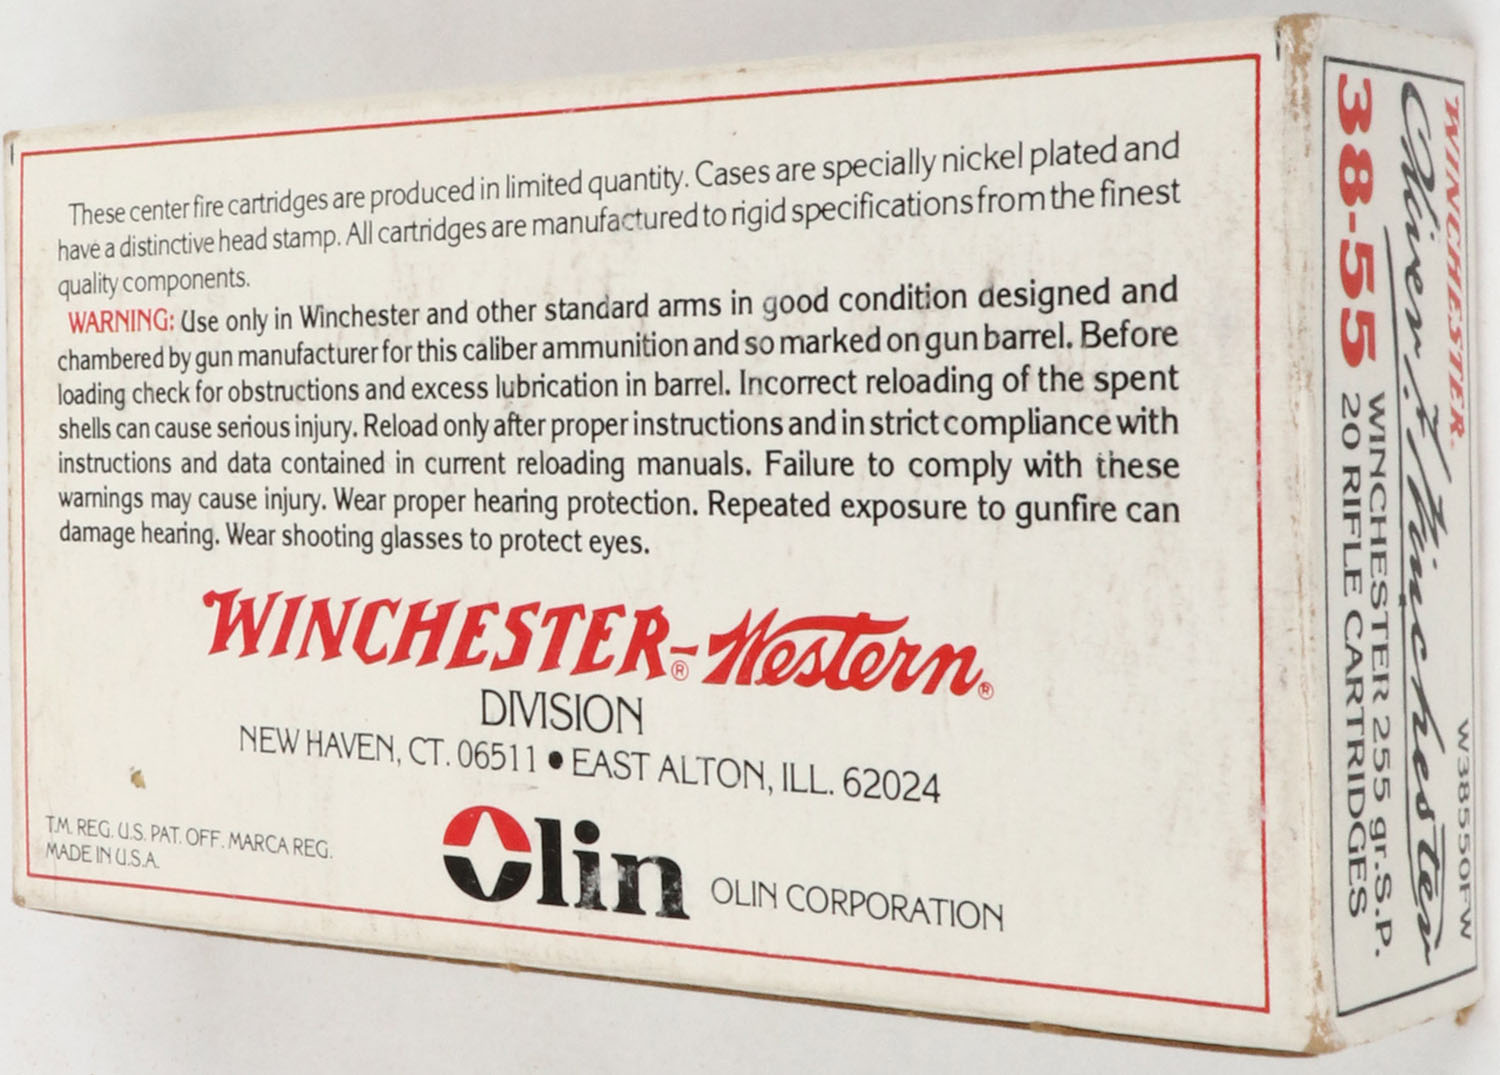 These center fire cartridges are produced in limited quantity. Cases are specially nickel plated and
have a distinctive head stamp. All cartridges are manufactured to rigid specifications from the finest
quality components.
WARNING: Use only in Winchester and other standard arms in good condition designed and
chambered by gun manufacturer for this caliber ammunition and so marked on gun barrel. Before
loading check for obstructions and excess lubrication in barrel. Incorrect reloading of the spent
shells can cause serious injury. Reload only after proper instructions and in strict compliance with
instructions and data contained in current reloading manuals. Failure to comply with these
warnings may cause injury. Wear proper hearing protection. Repeated exposure to gunfire can
damage hearing. Wear shooting glasses to protect eyes.
WINCHESTER®-Western®
DIVISION
NEW HAVEN, CT. 06511 • EAST ALTON, ILL. 62024
T.M. REG. U.S. PAT. OFF. MARCA REG.
MADE IN U.S.A.
Olin OLIN CORPORATION
WINCHESTER. W38550FW
Oliver F. Winchester
38-55 WINCHESTER 255 gr. S.P.
20 RIFLE CARTRIDGES